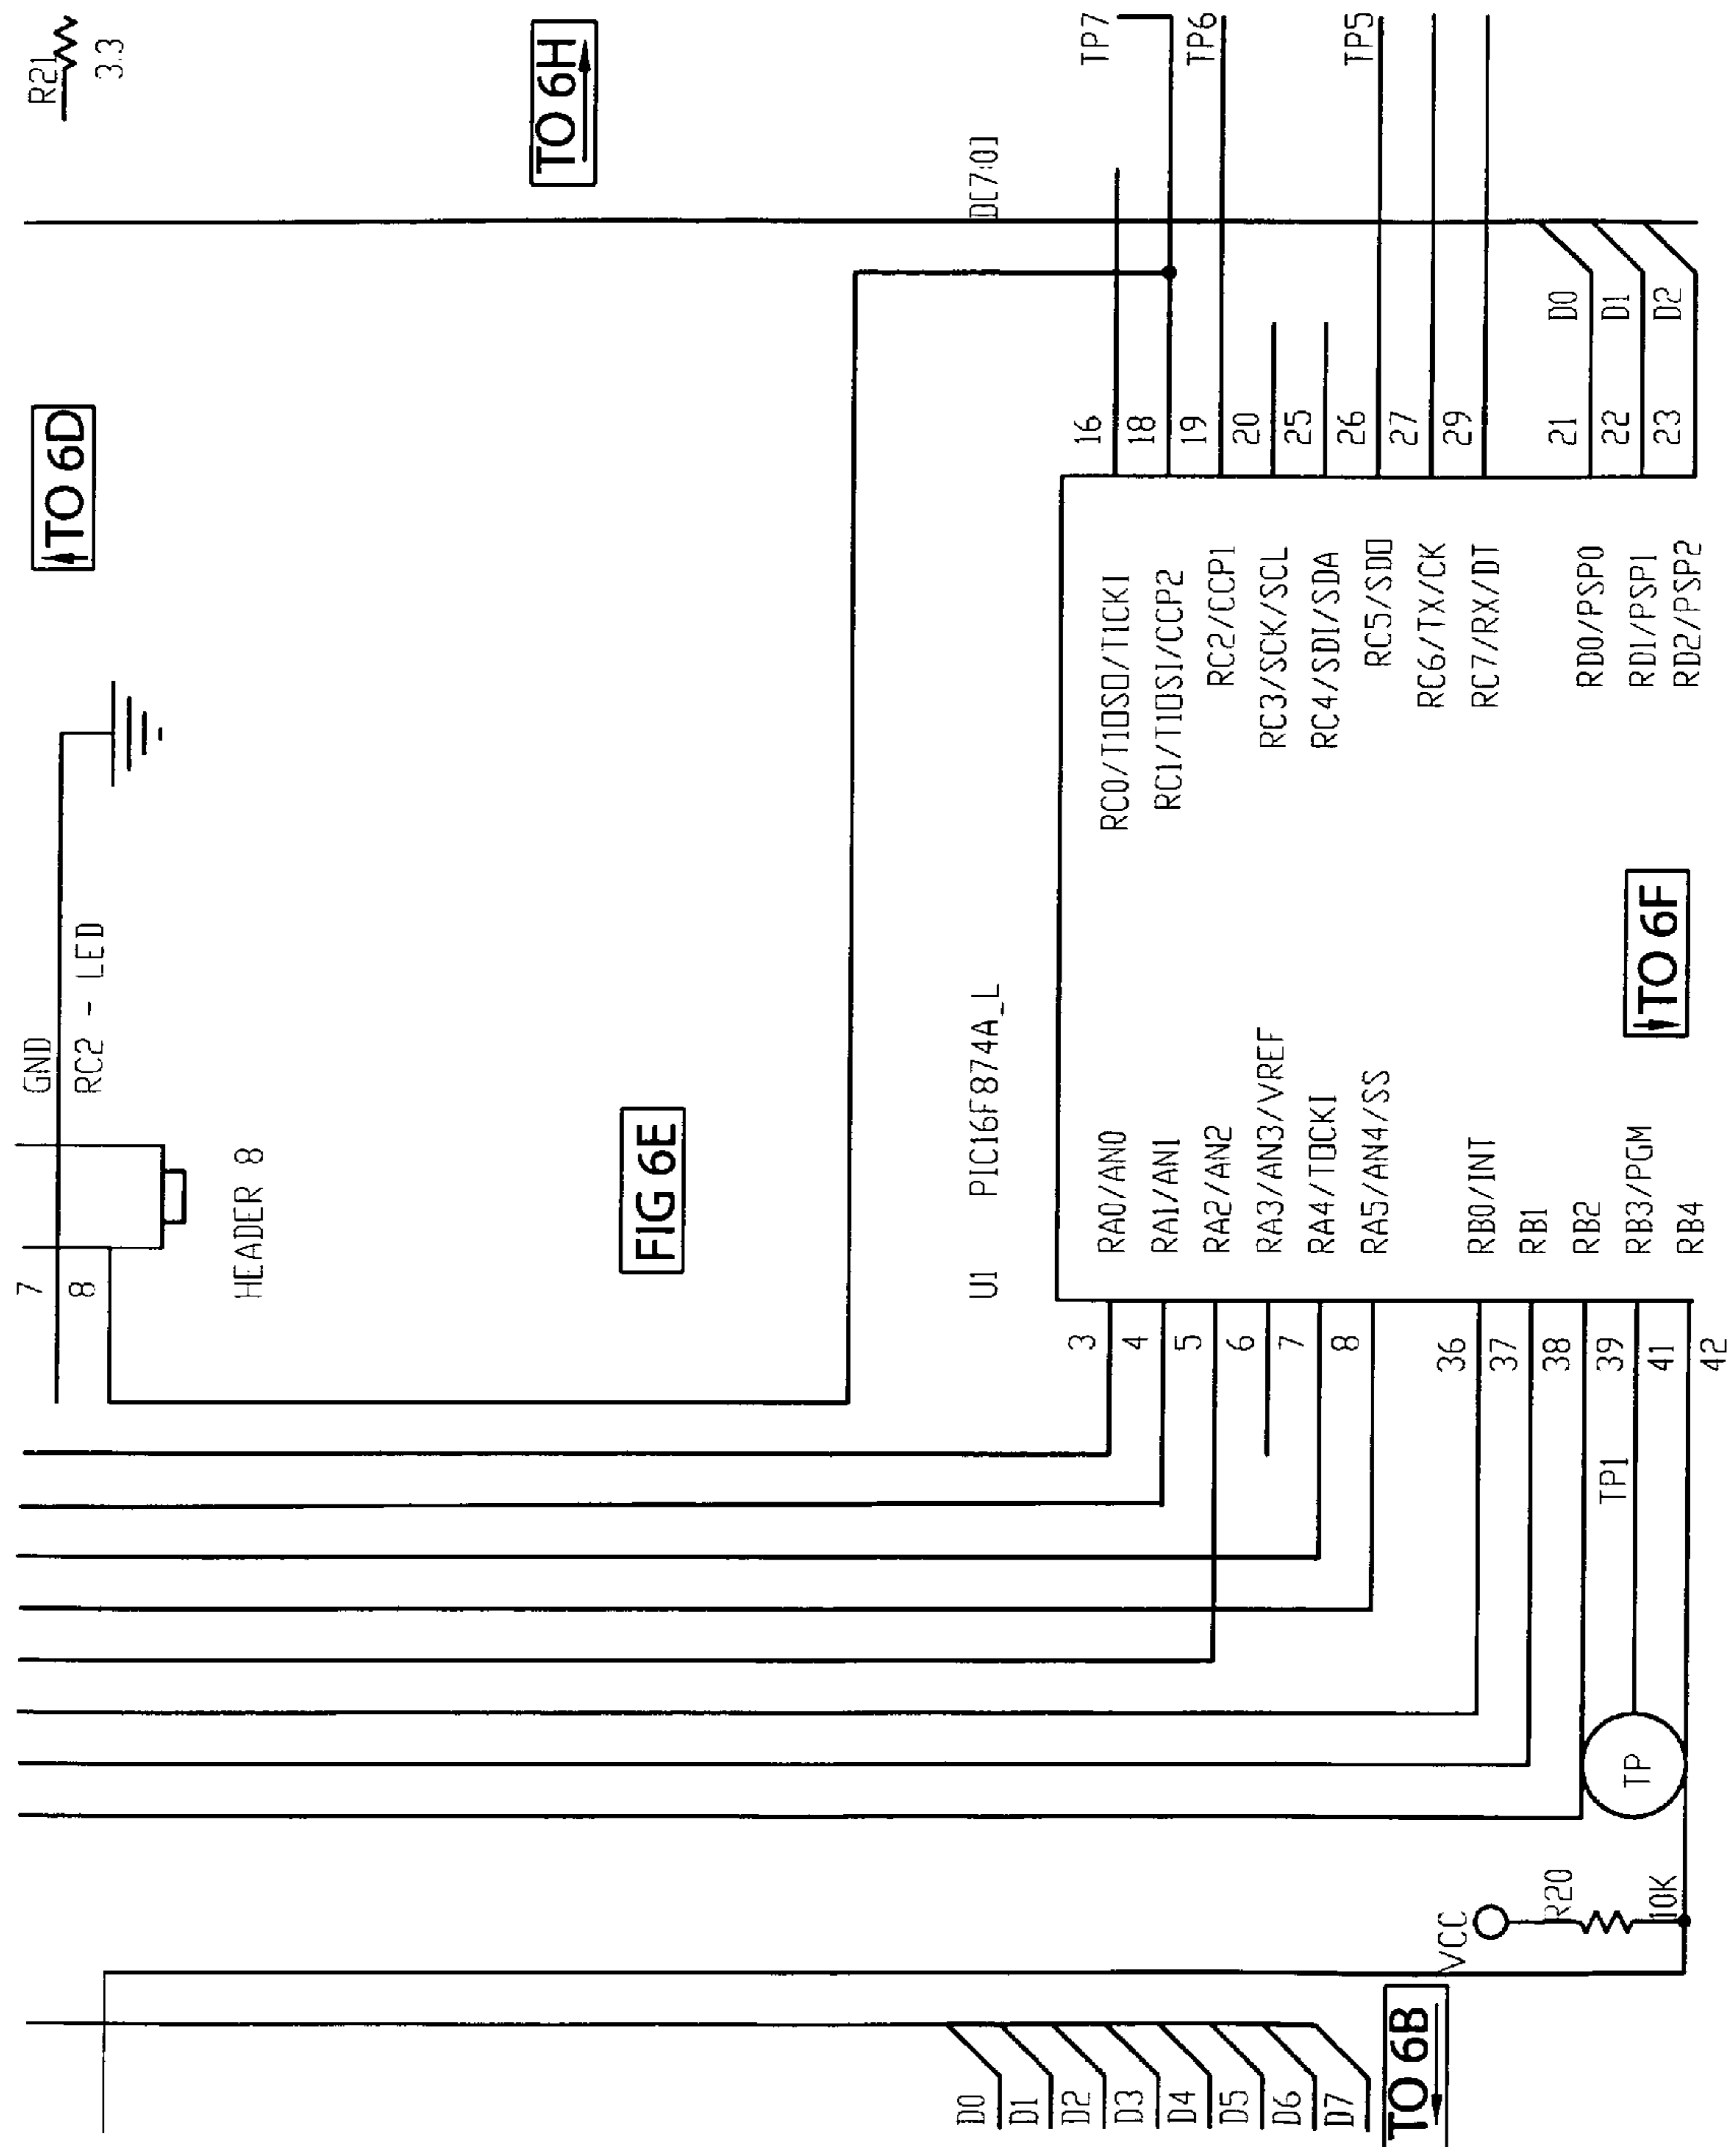 R21
3.3
TO 6H
TO 6D
GND
RC2 - LED
7
8
HEADER 8
FIG 6E
D[7:0]
TP7
TP6
TP5
U1 PIC16F874A_L
16
18
19
20
25
26
27
29
21
22
23
D0
D1
D2
RC0/T1OSO/T1CKI
RC1/T1OSI/CCP2
RC2/CCP1
RC3/SCK/SCL
RC4/SDI/SDA
RC5/SDO
RC6/TX/CK
RC7/RX/DT
RD0/PSP0
RD1/PSP1
RD2/PSP2
TO 6F
RA0/AN0
RA1/AN1
RA2/AN2
RA3/AN3/VREF
RA4/TOCKI
RA5/AN4/SS
RB0/INT
RB1
RB2
RB3/PGM
RB4
3
4
5
6
7
8
36
37
38
39
41
42
TP1
TP
VCC
R20
10K
D0
D1
D2
D3
D4
D5
D6
D7
TO 6B